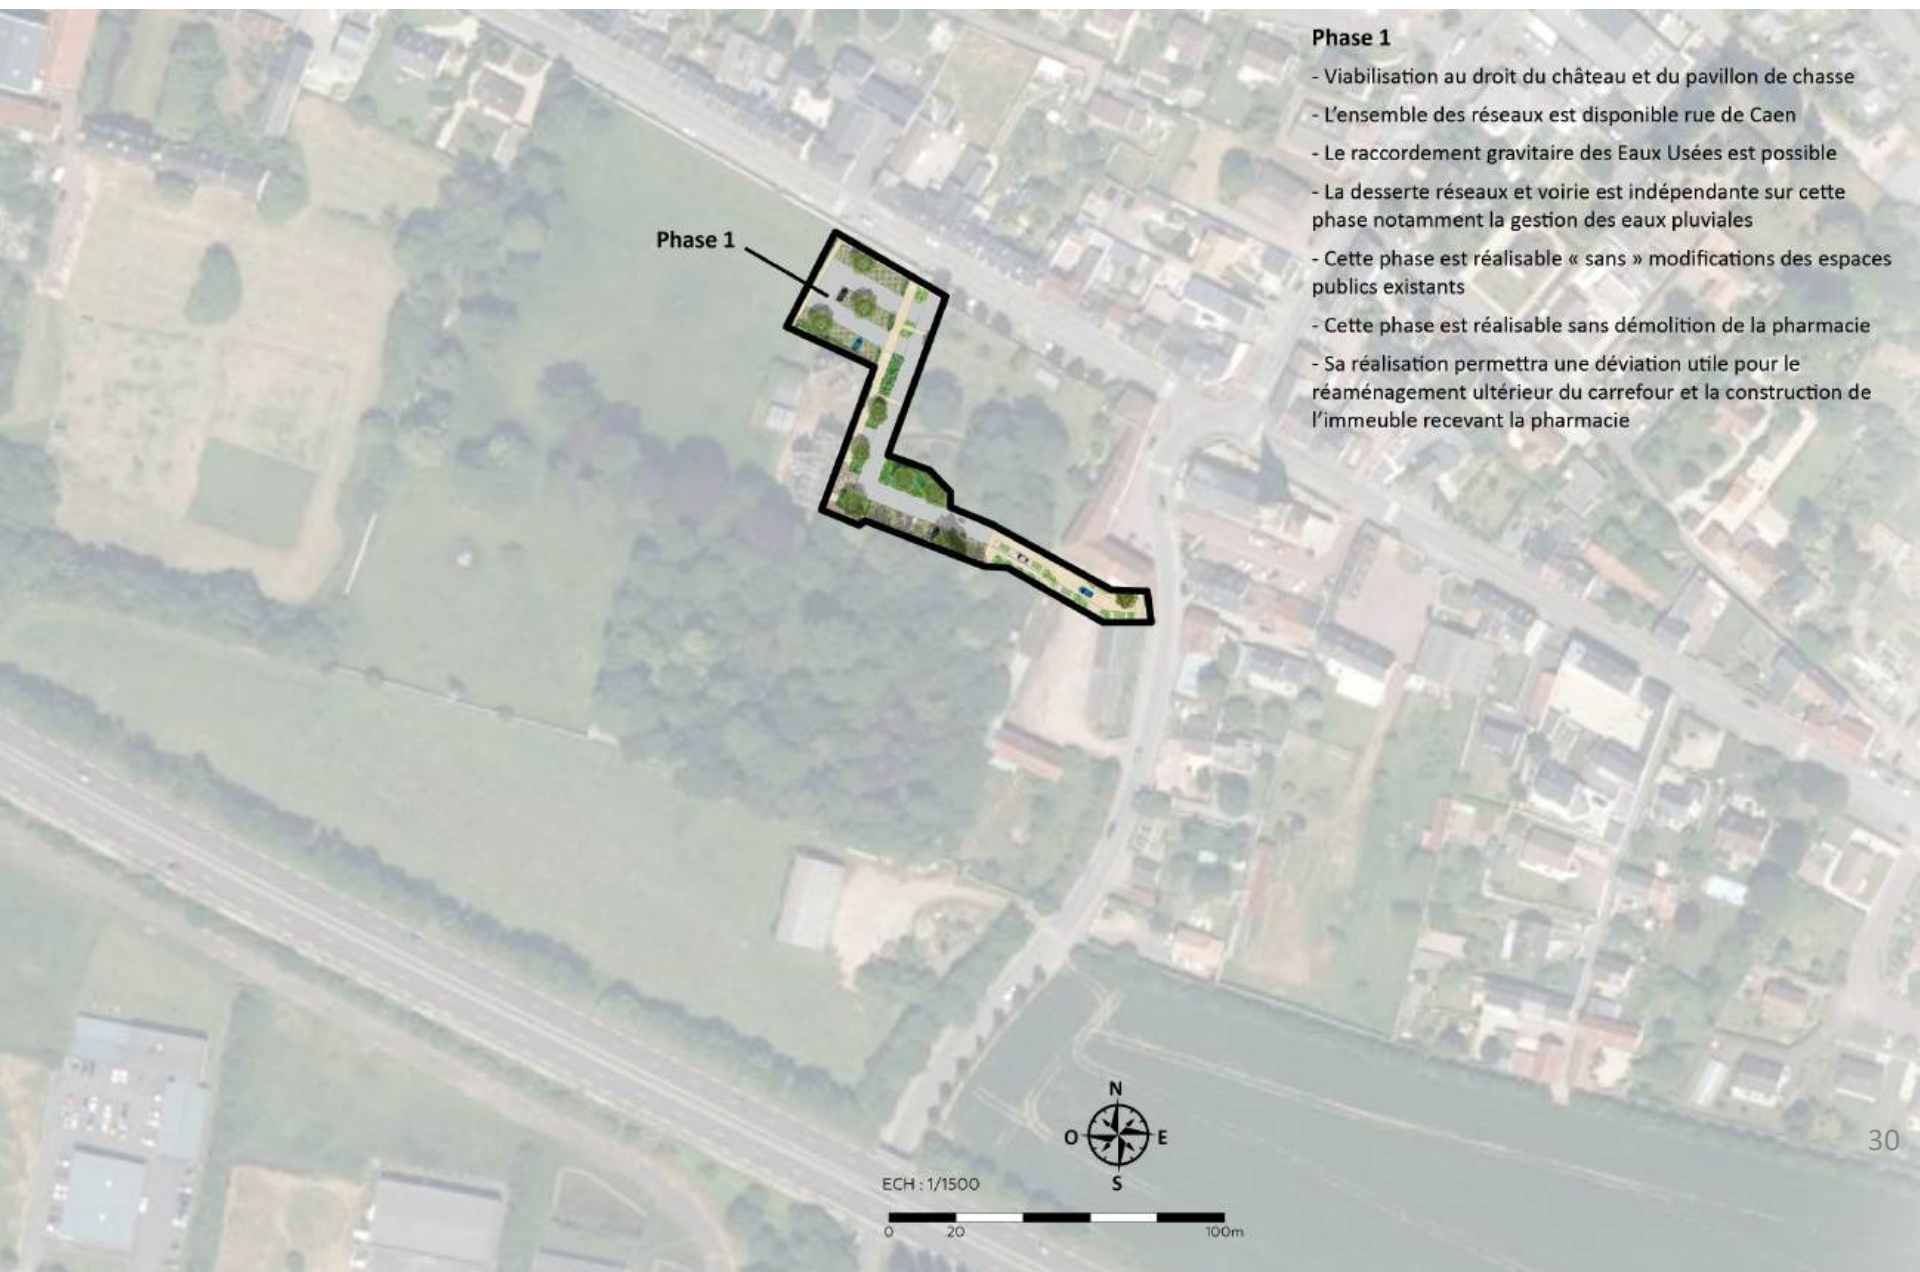 Phase 1
- Viabilisation au droit du château et du pavillon de chasse
- L'ensemble des réseaux est disponible rue de Caen
- Le raccordement gravitaire des Eaux Usées est possible
- La desserte réseaux et voirie est indépendante sur cette
phase notamment la gestion des eaux pluviales
- Cette phase est réalisable « sans » modifications des espaces
publics existants
- Cette phase est réalisable sans démolition de la pharmacie
- Sa réalisation permettra une déviation utile pour le
réaménagement ultérieur du carrefour et la construction de
l'immeuble recevant la pharmacie
Phase 1
N
O E
S
30
ECH : 1/1500
0 20 100m